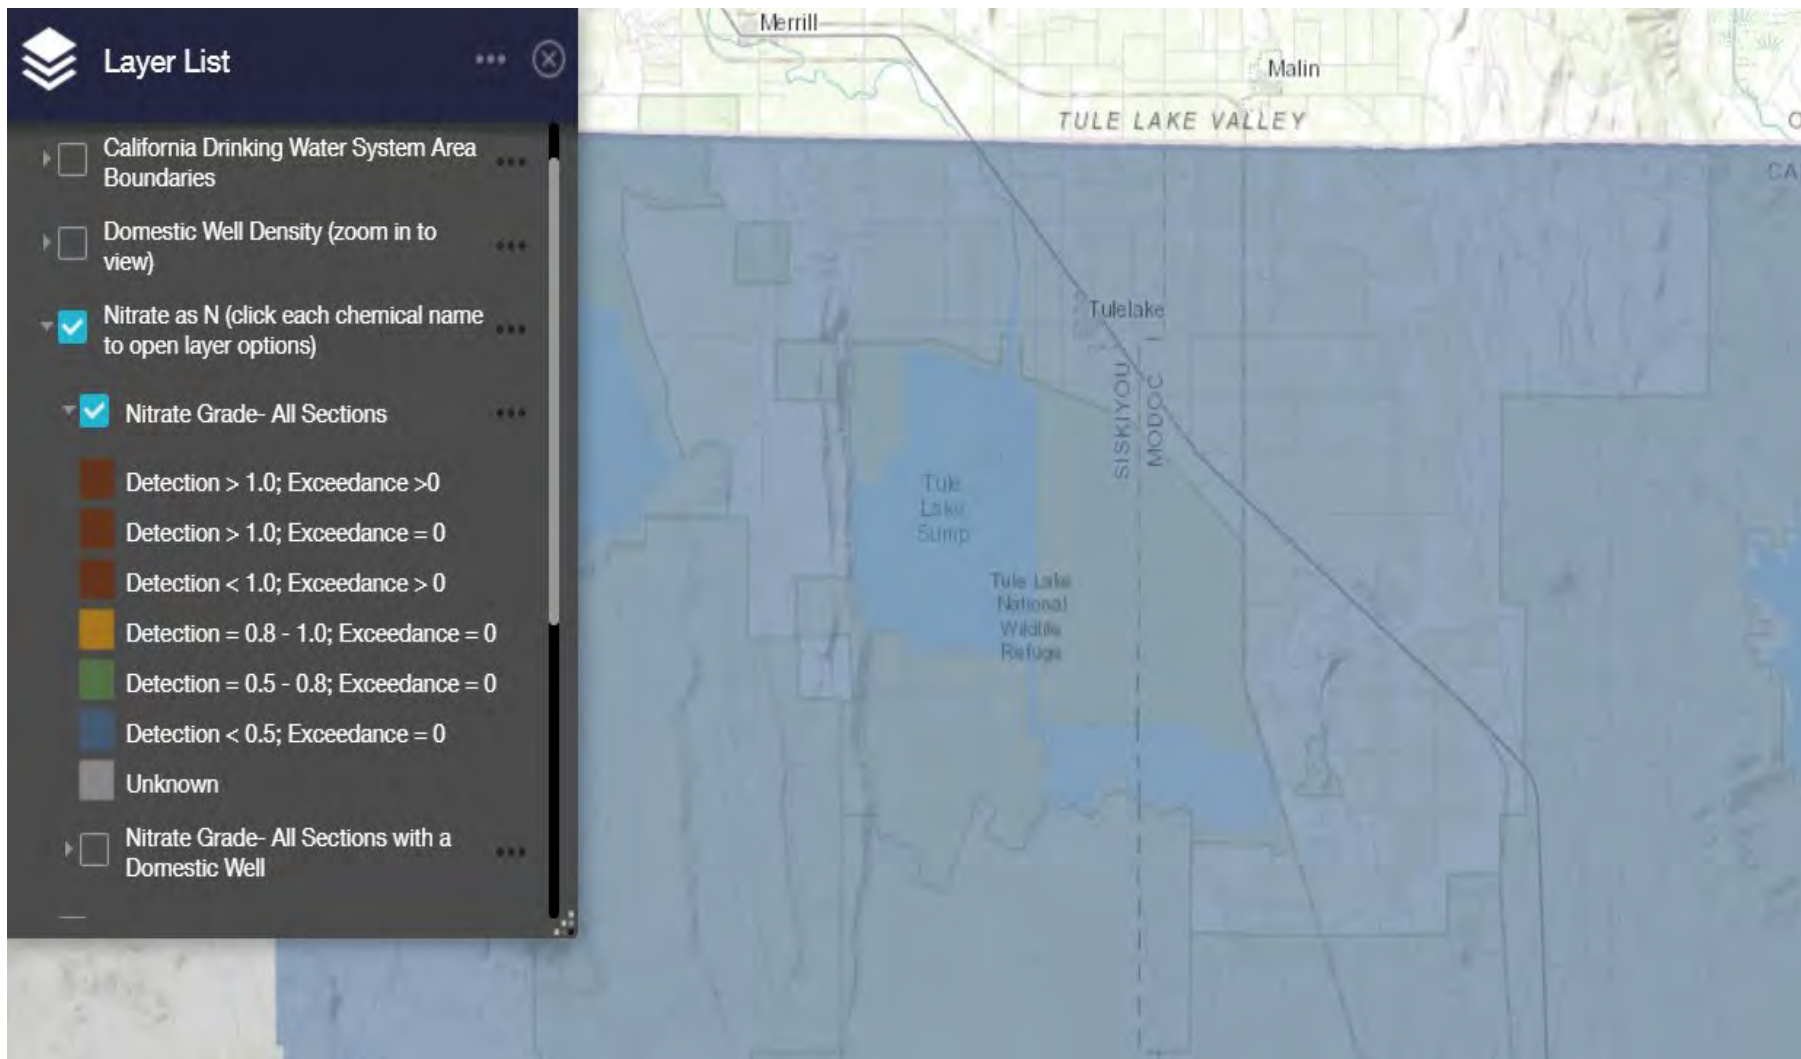 Layer List
California Drinking Water System Area
Boundaries
Domestic Well Density (zoom in to
view)
Nitrate as N (click each chemical name
to open layer options)
Nitrate Grade- All Sections
Detection > 1.0; Exceedance >0
Detection > 1.0; Exceedance = 0
Detection < 1.0; Exceedance > 0
Detection = 0.8 - 1.0; Exceedance = 0
Detection = 0.5 - 0.8; Exceedance = 0
Detection < 0.5; Exceedance = 0
Unknown
Nitrate Grade- All Sections with a
Domestic Well
Merrill
Malin
TULE LAKE VALLEY
O
CA
Tulelake
SISKIYOU
MODOC
Tule
Lake
Sump
Tule Lake
National
Wildlife
Refuge